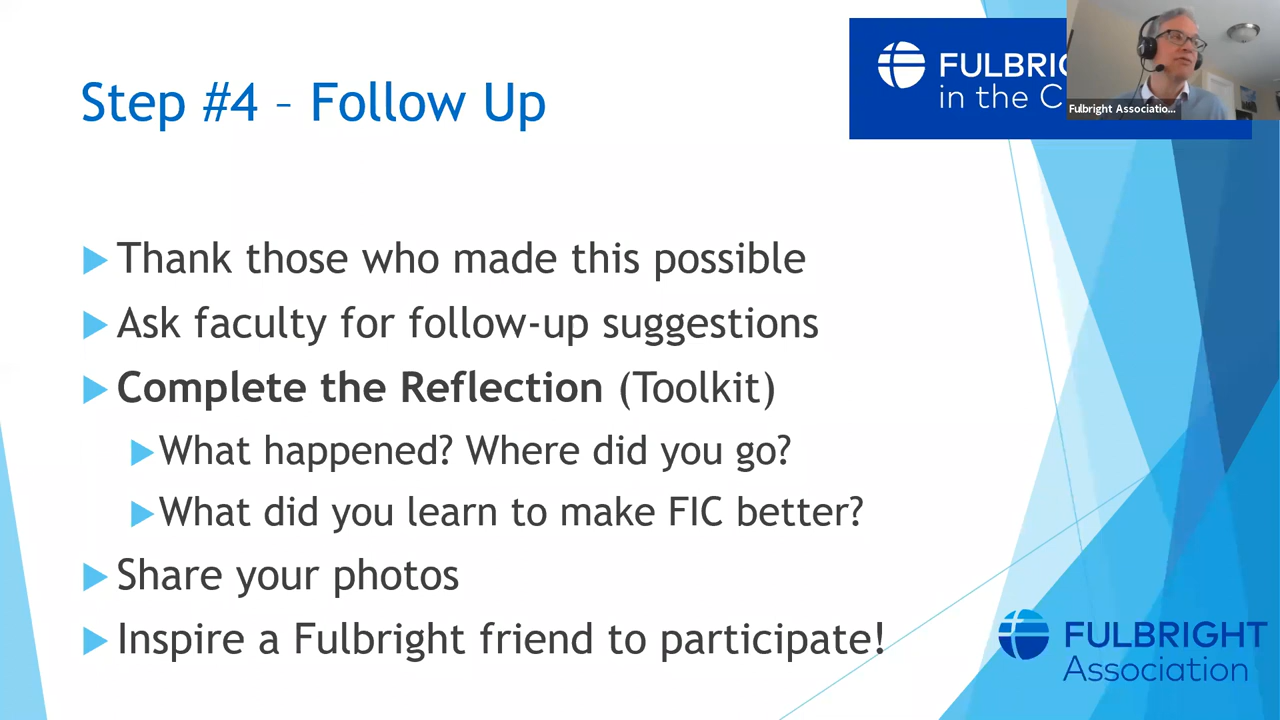 Step #4 – Follow Up
FULBRIG
in the C
Fulbright Associatio...
Thank those who made this possible
Ask faculty for follow-up suggestions
Complete the Reflection (Toolkit)
What happened? Where did you go?
What did you learn to make FIC better?
Share your photos
Inspire a Fulbright friend to participate!
FULBRIGHT
Association